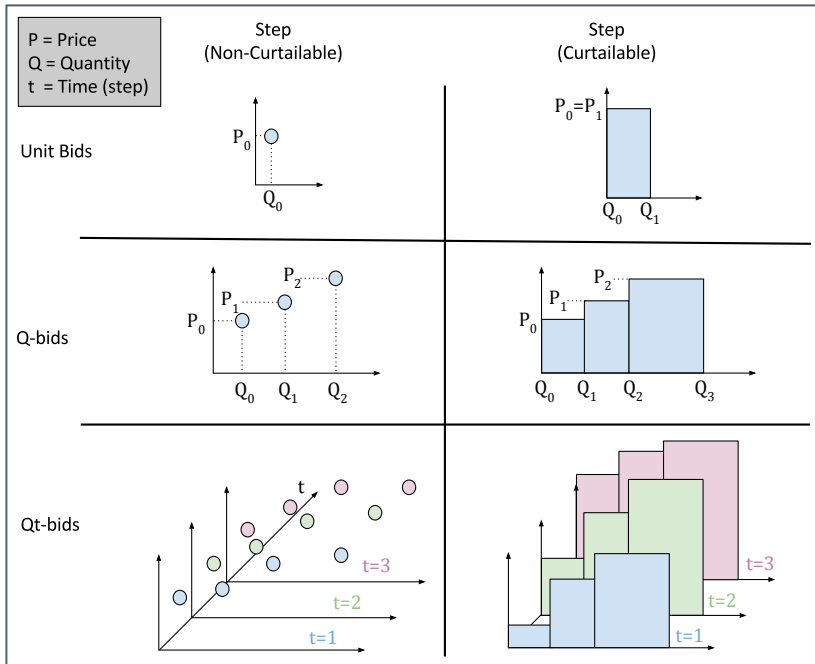 P = Price
Q = Quantity
t = Time (step)
Step
(Non-Curtailable)
Step
(Curtailable)
Unit Bids
P₀
Q₀
P₀=P₁
Q₀ Q₁
Q-bids
P₀
P₁
P₂
Q₀ Q₁ Q₂
P₀
P₁
P₂
Q₀ Q₁ Q₂ Q₃
Qt-bids
t
t=3
t=2
t=1
t=3
t=2
t=1